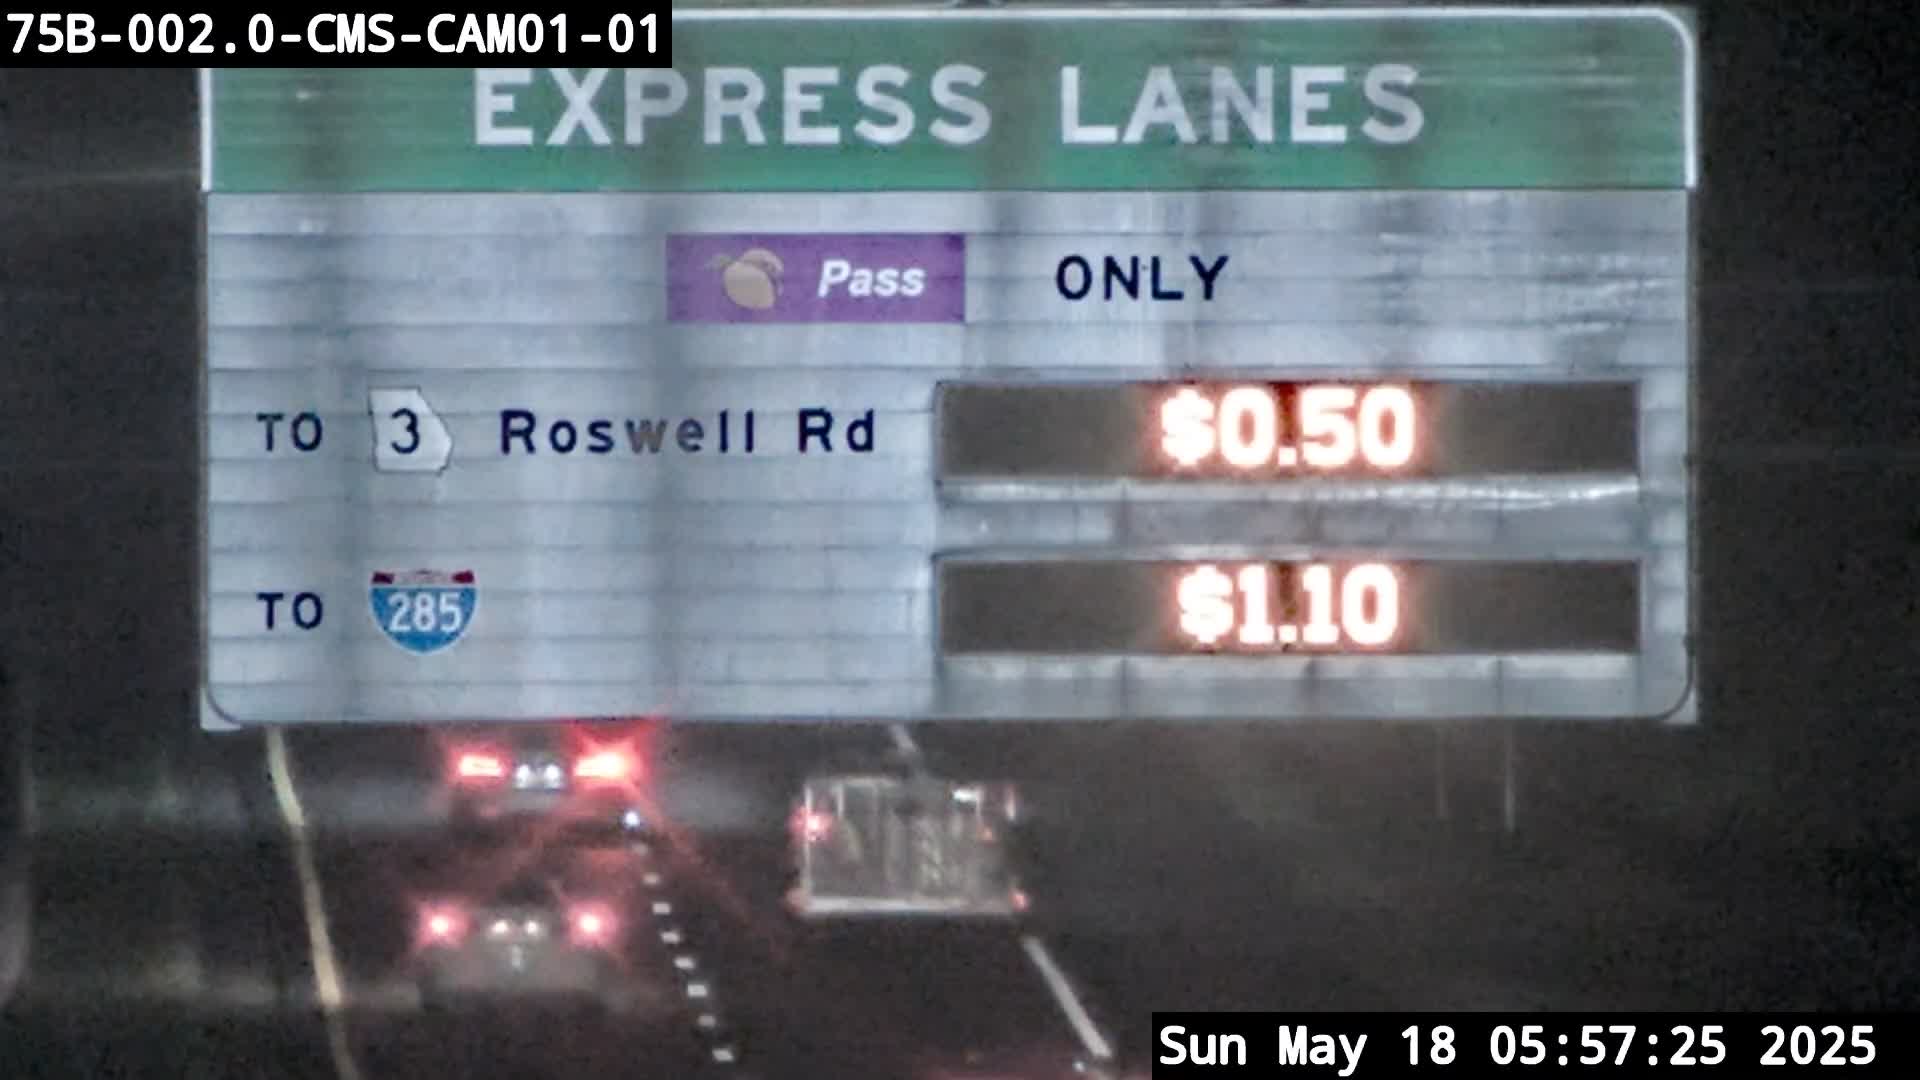 75B-002.0-CMS-CAM01-01
EXPRESS LANES
Pass ONLY
TO 3 Roswell Rd $0.50
TO 285 $1.10
Sun May 18 05:57:25 2025